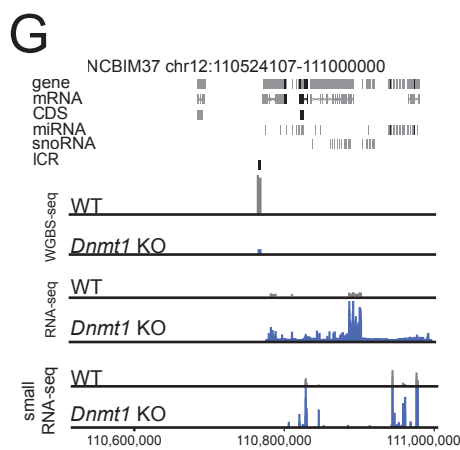 G
NCBIM37 chr12:110524107-111000000
gene
mRNA
CDS
miRNA
snoRNA
ICR
WGBS-seq
WT
Dnmt1 KO
RNA-seq
WT
Dnmt1 KO
small
RNA-seq
WT
Dnmt1 KO
110,600,000 110,800,000 111,000,000